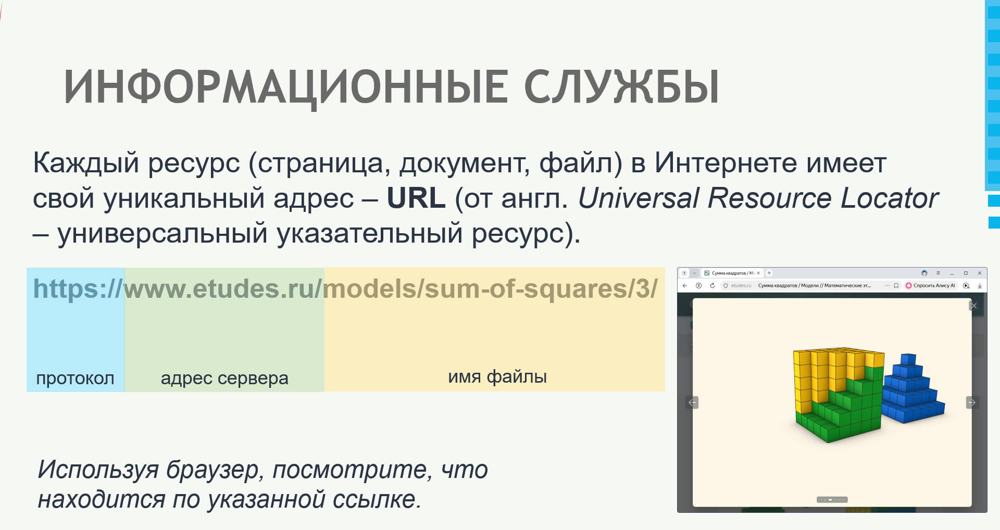 ИНФОРМАЦИОННЫЕ СЛУЖБЫ
Каждый ресурс (страница, документ, файл) в Интернете имеет
свой уникальный адрес – URL (от англ. Universal Resource Locator
– универсальный указательный ресурс).
https://www.etudes.ru/models/sum-of-squares/3/
протокол
адрес сервера
имя файлы
1
Сумма квадратов / Мо
etudes.ru
Сумма квадратов / Модели // Математические эт...
Спросить Алису AI
Используя браузер, посмотрите, что
находится по указанной ссылке.